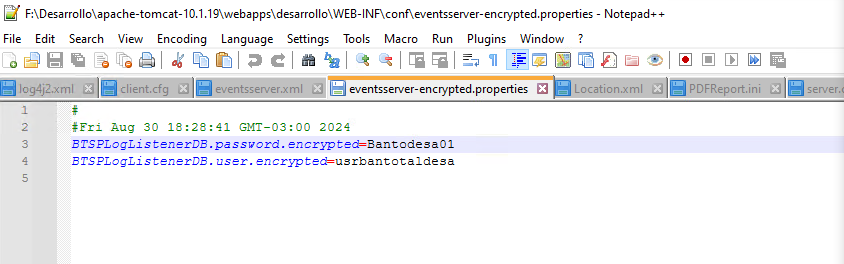 F:\Desarrollo\apache-tomcat-10.1.19\webapps\desarrollo\WEB-INF\conf\eventsserver-encrypted.properties - Notepad++
File Edit Search View Encoding Language Settings Tools Macro Run Plugins Window ?
log4j2.xml client.cfg eventsserver.xml eventsserver-encrypted.properties Location.xml PDFReport.ini server.c
1 #
2 #Fri Aug 30 18:28:41 GMT-03:00 2024
3 BTSPLogListenerDB.password.encrypted=Bantodesa01
4 BTSPLogListenerDB.user.encrypted=usrbantotaldesa
5